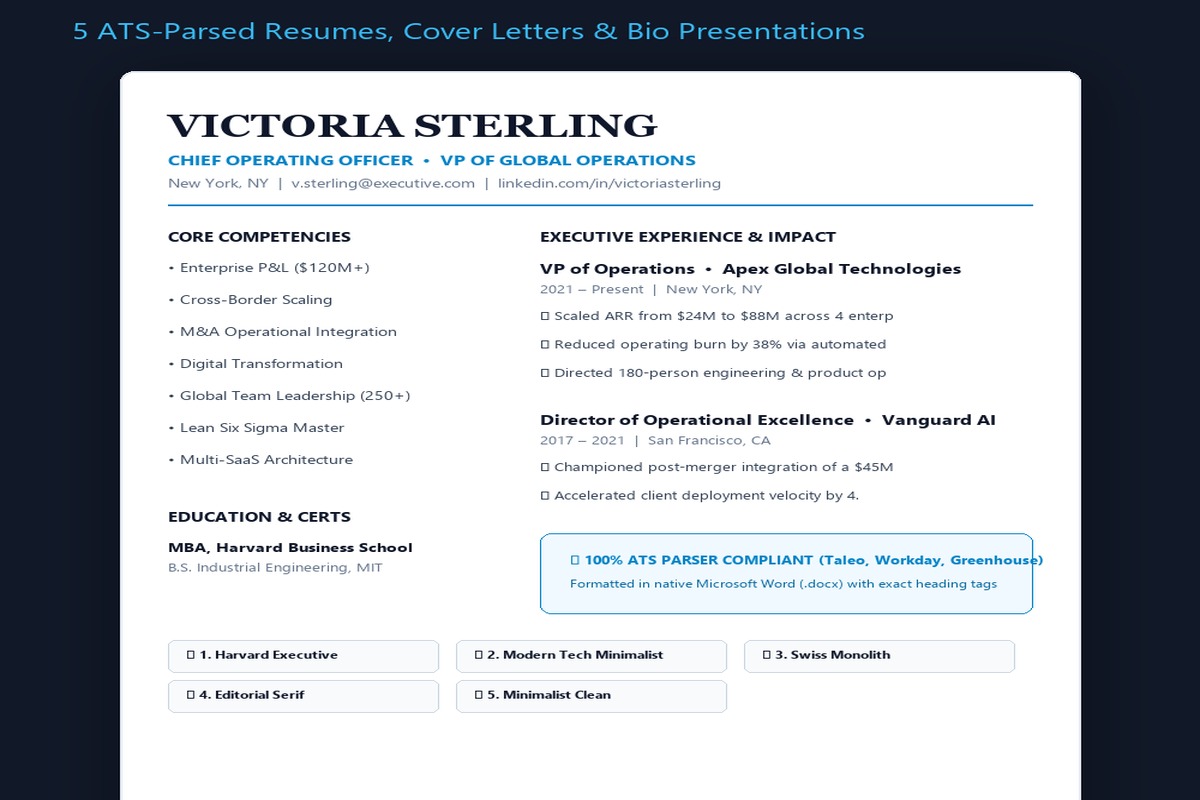 5 ATS-Parsed Resumes, Cover Letters & Bio Presentations
VICTORIA STERLING
CHIEF OPERATING OFFICER • VP OF GLOBAL OPERATIONS
New York, NY | v.sterling@executive.com | linkedin.com/in/victoriasterling
CORE COMPETENCIES
• Enterprise P&L ($120M+)
• Cross-Border Scaling
• M&A Operational Integration
• Digital Transformation
• Global Team Leadership (250+)
• Lean Six Sigma Master
• Multi-SaaS Architecture
EDUCATION & CERTS
MBA, Harvard Business School
B.S. Industrial Engineering, MIT
EXECUTIVE EXPERIENCE & IMPACT
VP of Operations • Apex Global Technologies
2021 – Present | New York, NY
▯ Scaled ARR from $24M to $88M across 4 enterp
▯ Reduced operating burn by 38% via automated
▯ Directed 180-person engineering & product op
Director of Operational Excellence • Vanguard AI
2017 – 2021 | San Francisco, CA
▯ Championed post-merger integration of a $45M
▯ Accelerated client deployment velocity by 4.
▯ 100% ATS PARSER COMPLIANT (Taleo, Workday, Greenhouse)
Formatted in native Microsoft Word (.docx) with exact heading tags
▯ 1. Harvard Executive
▯ 2. Modern Tech Minimalist
▯ 3. Swiss Monolith
▯ 4. Editorial Serif
▯ 5. Minimalist Clean